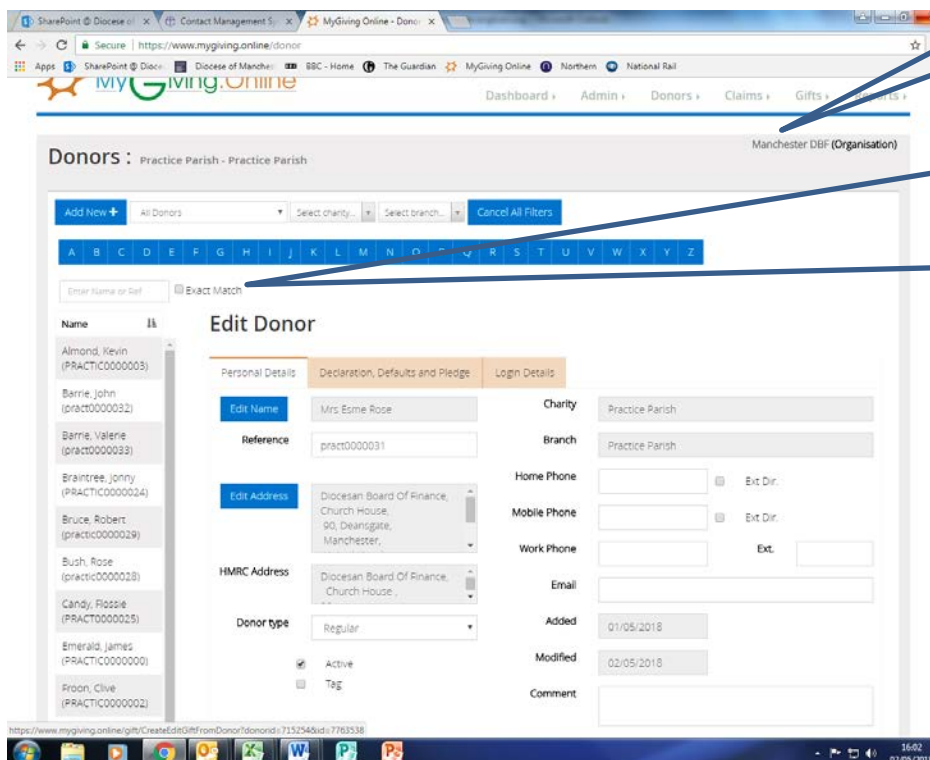 SharePoint @ Diocese of
Contact Management Sy
MyGiving Online - Donor
Secure https://www.mygiving.online/donor
Apps SharePoint @ Dioce Diocese of Manches BBC - Home The Guardian MyGiving Online Northern National Rail
MyGiving.Online
Dashboard Admin Donors Claims Gifts Reports
Manchester DBF (Organisation)
Donors : Practice Parish - Practice Parish
Add New + All Donors Select charity... Select branch... Cancel All Filters
A B C D E F G H I J K L M N O P Q R S T U V W X Y Z
Enter Name or Ref Exact Match
Name
Almond, Kevin
(PRACTIC0000003)
Barrie, John
(pract0000032)
Barrie, Valerie
(pract0000033)
Braintree, Jonny
(PRACTIC0000024)
Bruce, Robert
(practic0000029)
Bush, Rose
(practic0000028)
Candy, Flossie
(PRACT0000025)
Emerald, James
(PRACTIC0000000)
Froon, Clive
(PRACTIC0000002)
Edit Donor
Personal Details Declaration, Defaults and Pledge Login Details
Edit Name Mrs Esme Rose
Reference pract0000031
Edit Address Diocesan Board Of Finance,
Church House,
90, Deansgate,
Manchester,
HMRC Address Diocesan Board Of Finance,
Church House ,
Donor type Regular
Active
Tag
Charity Practice Parish
Branch Practice Parish
Home Phone Ext Dir.
Mobile Phone Ext Dir.
Work Phone Ext.
Email
Added 01/05/2018
Modified 02/05/2018
Comment
https://www.mygiving.online/gift/CreateEditGiftFromDonor?donorid=715254&id=7763538
16:02